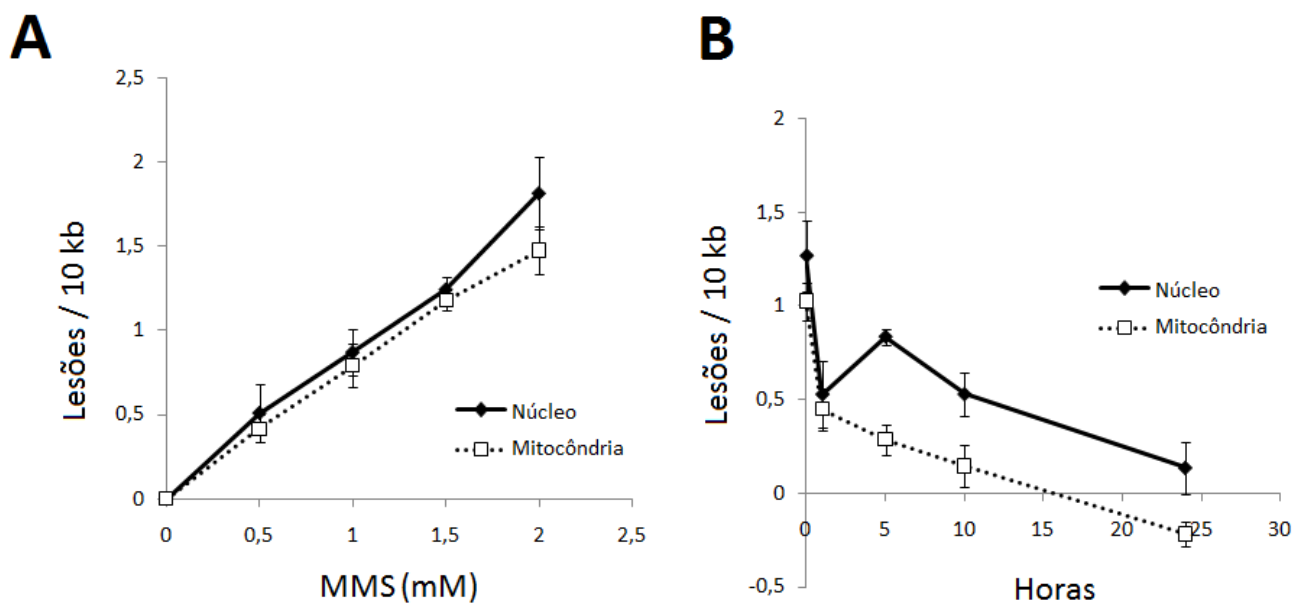 A
Lesões / 10 kb
2,5
2
1,5
1
0,5
0
0 0,5 1 1,5 2 2,5
MMS (mM)
Núcleo
Mitocôndria
B
Lesões / 10 kb
2
1,5
1
0,5
0
-0,5
0 5 10 15 20 25 30
Horas
Núcleo
Mitocôndria